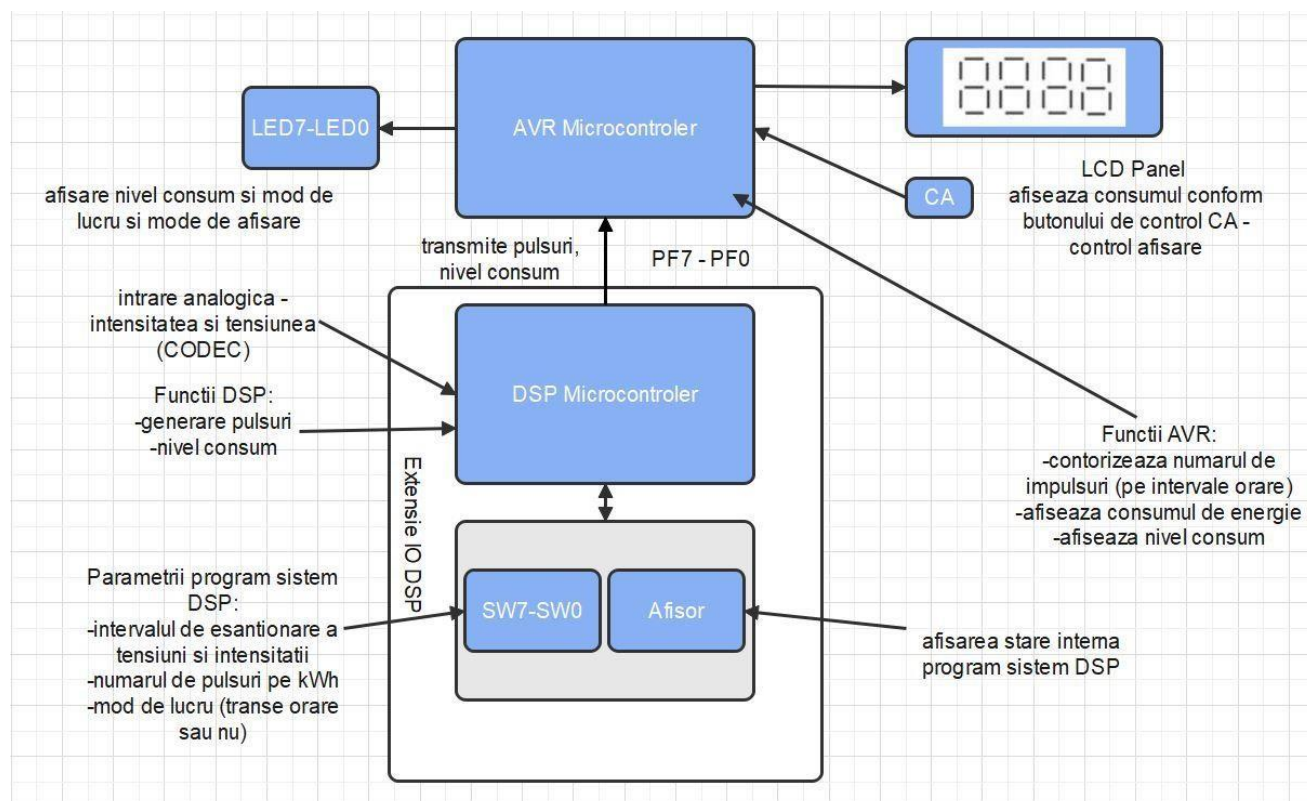 AVR Microcontroler
LED7-LED0
afisare nivel consum si mod de
lucru si mode de afisare
LCD Panel
afiseaza consumul conform
butonului de control CA -
control afisare
CA
transmite pulsuri,
nivel consum
PF7 - PF0
intrare analogica -
intensitatea si tensiunea
(CODEC)
Functii DSP:
-generare pulsuri
-nivel consum
DSP Microcontroler
Functii AVR:
-contorizeaza numarul de
impulsuri (pe intervale orare)
-afiseaza consumul de energie
-afiseaza nivel consum
Extensie IO DSP
Parametrii program sistem
DSP:
-intervalul de esantionare a
tensiuni si intensitatii
-numarul de pulsuri pe kWh
-mod de lucru (transe orare
sau nu)
SW7-SW0
Afisor
afisarea stare interna
program sistem DSP